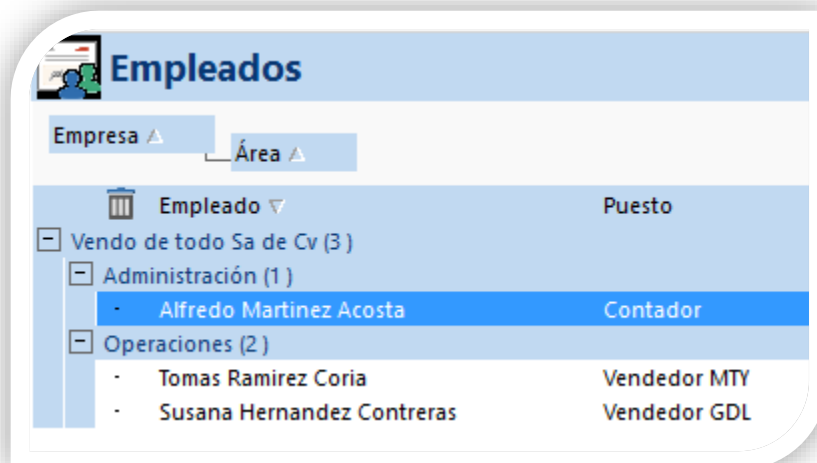 Empleados
Empresa
Área
Empleado Puesto
Vendo de todo Sa de Cv (3 )
Administración (1 )
Alfredo Martinez Acosta Contador
Operaciones (2 )
Tomas Ramirez Coria Vendedor MTY
Susana Hernandez Contreras Vendedor GDL